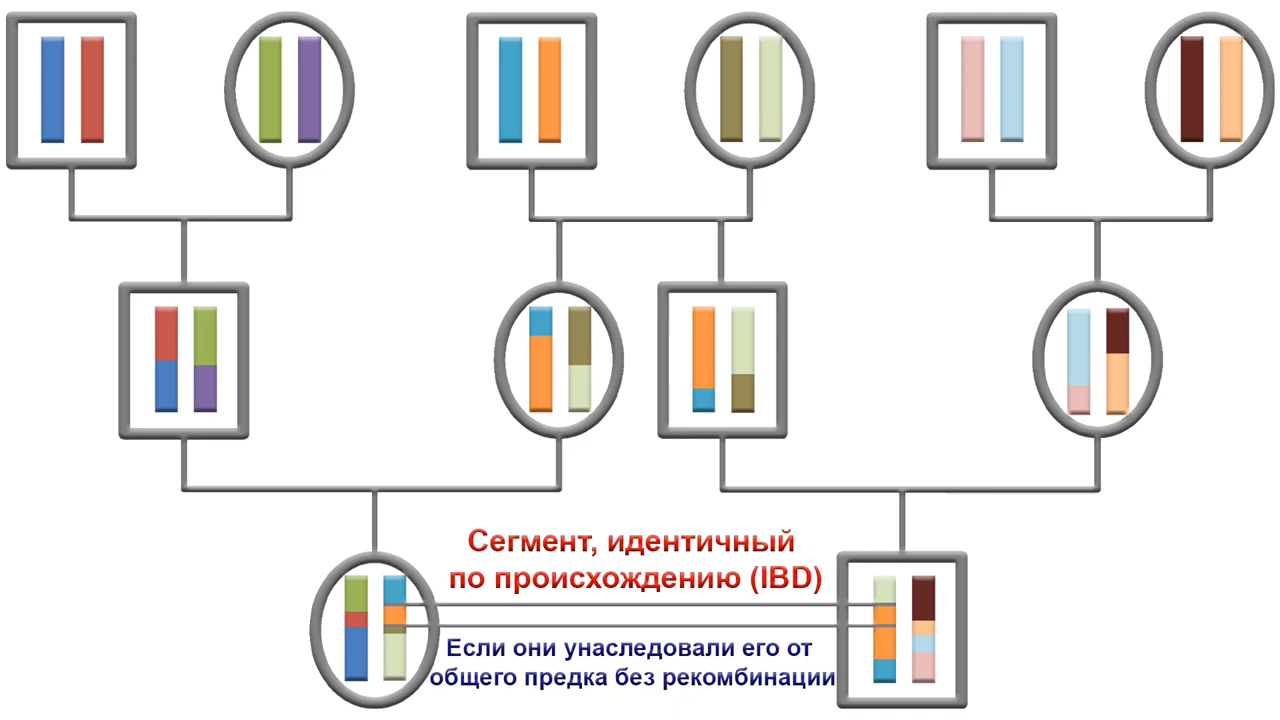 Сегмент, идентичный
по происхождению (IBD)
Если они унаследовали его от
общего предка без рекомбинации